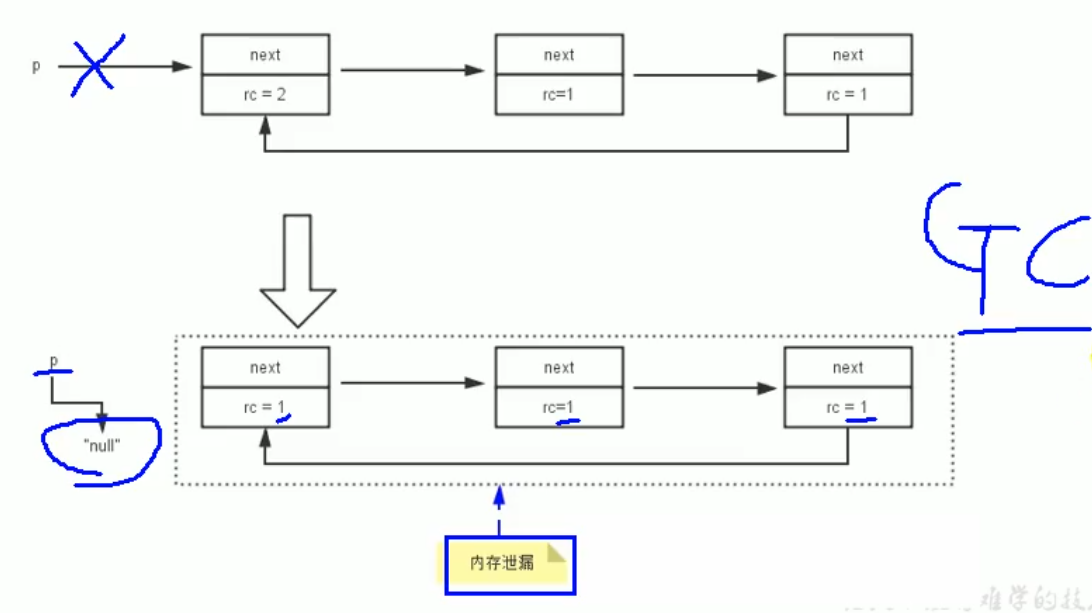 next
next
next
p
rc = 2
rc=1
rc = 1
GC
p
next
next
next
rc = 1
rc=1
rc = 1
"null"
内存泄漏
难学的技